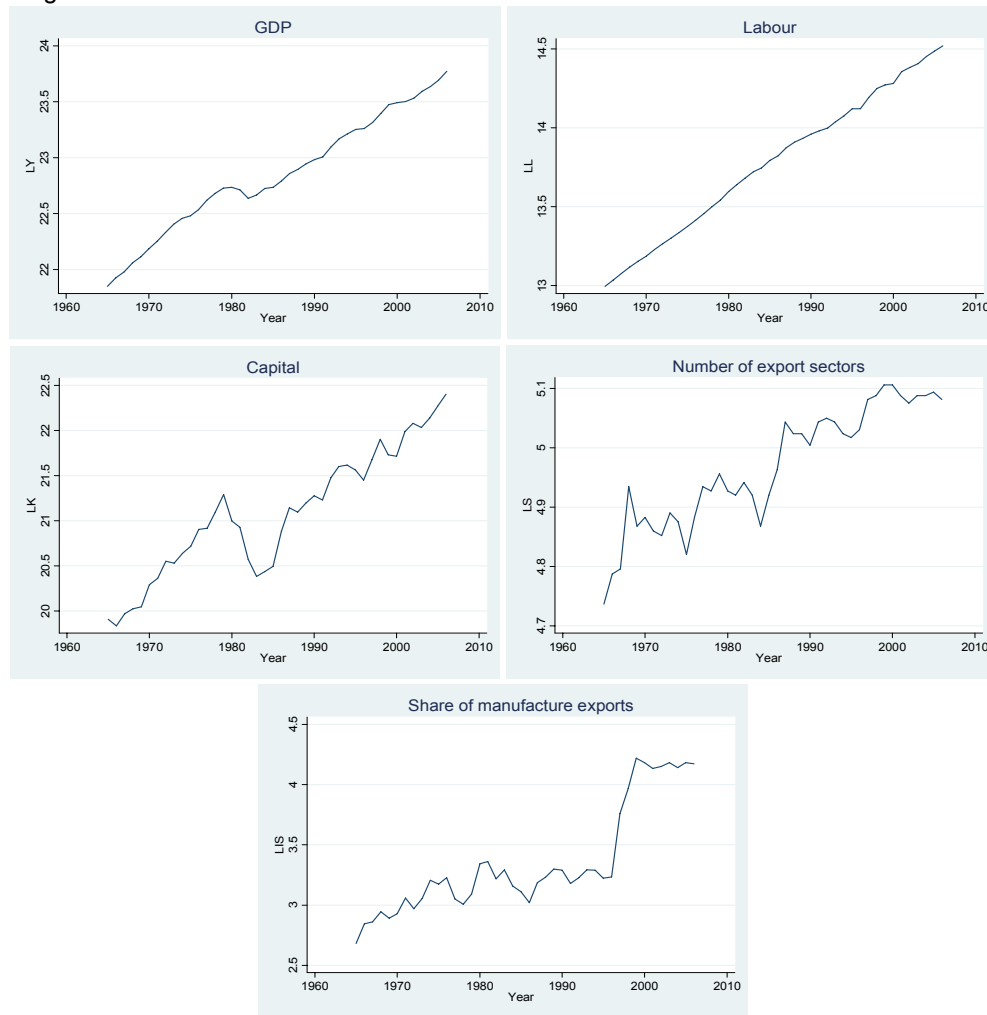 GDP
LY
24
23.5
23
22.5
22
1960 1970 1980 1990 2000 2010
Year
Labour
LL
14.5
14
13.5
13
1960 1970 1980 1990 2000 2010
Year
Capital
LK
22.5
22
21.5
21
20.5
20
1960 1970 1980 1990 2000 2010
Year
Number of export sectors
LS
5.1
5
4.9
4.8
4.7
1960 1970 1980 1990 2000 2010
Year
Share of manufacture exports
LIS
4.5
4
3.5
3
2.5
1960 1970 1980 1990 2000 2010
Year